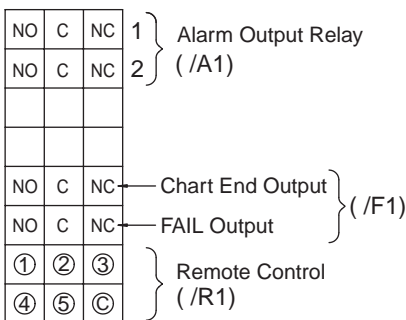 NO C NC 1 Alarm Output Relay
NO C NC 2 ( /A1)
NO C NC Chart End Output
( /F1)
NO C NC FAIL Output
① ② ③ Remote Control
④ ⑤ Ⓒ ( /R1)